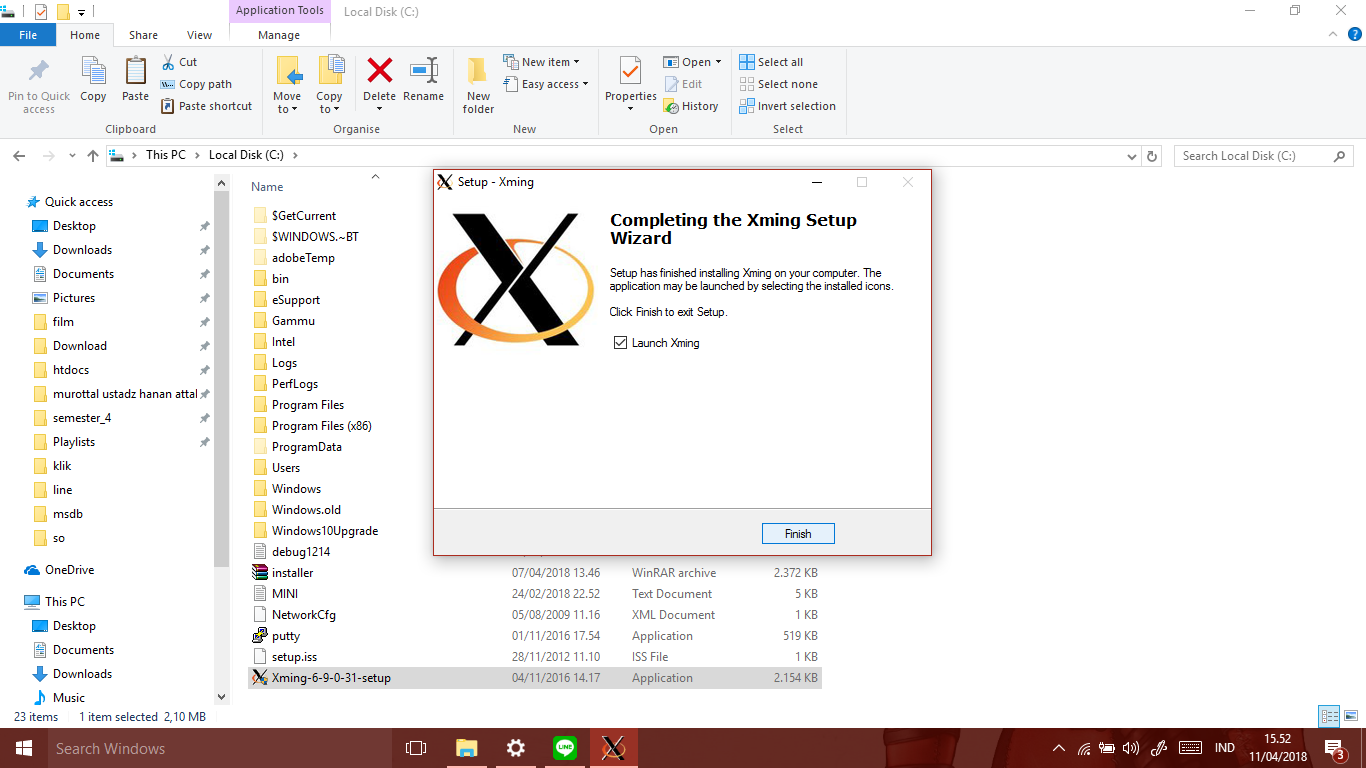 Application Tools
Local Disk (C:)
File
Home
Share
View
Manage
Pin to Quick access
Copy
Paste
Cut
Copy path
Paste shortcut
Clipboard
Move to
Copy to
Delete
Rename
Organise
New folder
New item
Easy access
New
Properties
Open
Edit
History
Open
Select all
Select none
Invert selection
Select
This PC
Local Disk (C:)
Search Local Disk (C:)
Quick access
Desktop
Downloads
Documents
Pictures
film
Download
htdocs
murottal ustadz hanan attal
semester_4
Playlists
klik
line
msdb
so
OneDrive
This PC
Desktop
Documents
Downloads
Music
Name
$GetCurrent
$WINDOWS.~BT
adobeTemp
bin
eSupport
Gammu
Intel
Logs
PerfLogs
Program Files
Program Files (x86)
ProgramData
Users
Windows
Windows.old
Windows10Upgrade
debug1214
installer 07/04/2018 13.46 WinRAR archive 2.372 KB
MINI 24/02/2018 22.52 Text Document 5 KB
NetworkCfg 05/08/2009 11.16 XML Document 1 KB
putty 01/11/2016 17.54 Application 519 KB
setup.iss 28/11/2012 11.10 ISS File 1 KB
Xming-6-9-0-31-setup 04/11/2016 14.17 Application 2.154 KB
Setup - Xming
Completing the Xming Setup
Wizard
Setup has finished installing Xming on your computer. The
application may be launched by selecting the installed icons.
Click Finish to exit Setup.
Launch Xming
Finish
23 items 1 item selected 2,10 MB
Search Windows
LINE
IND
15.52
11/04/2018
3